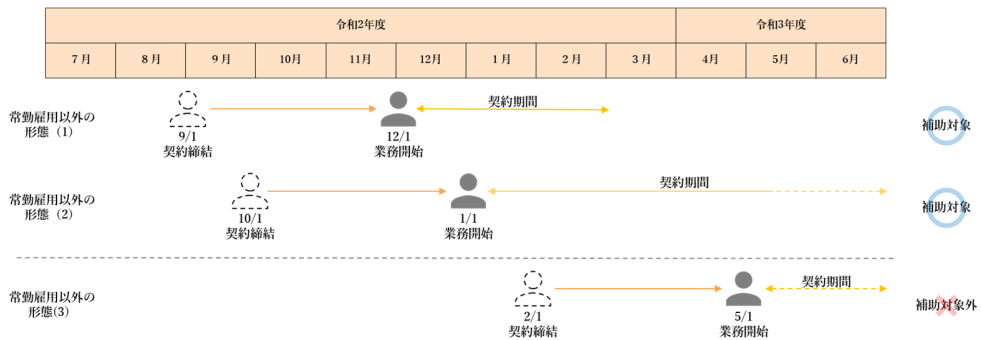 令和2年度 令和3年度
7月 8月 9月 10月 11月 12月 1月 2月 3月 4月 5月 6月
常勤雇用以外の
形態（1）
9/1
契約締結
12/1
業務開始
契約期間
補助対象
常勤雇用以外の
形態（2）
10/1
契約締結
1/1
業務開始
契約期間
補助対象
常勤雇用以外の
形態(3)
2/1
契約締結
5/1
業務開始
契約期間
補助対象外